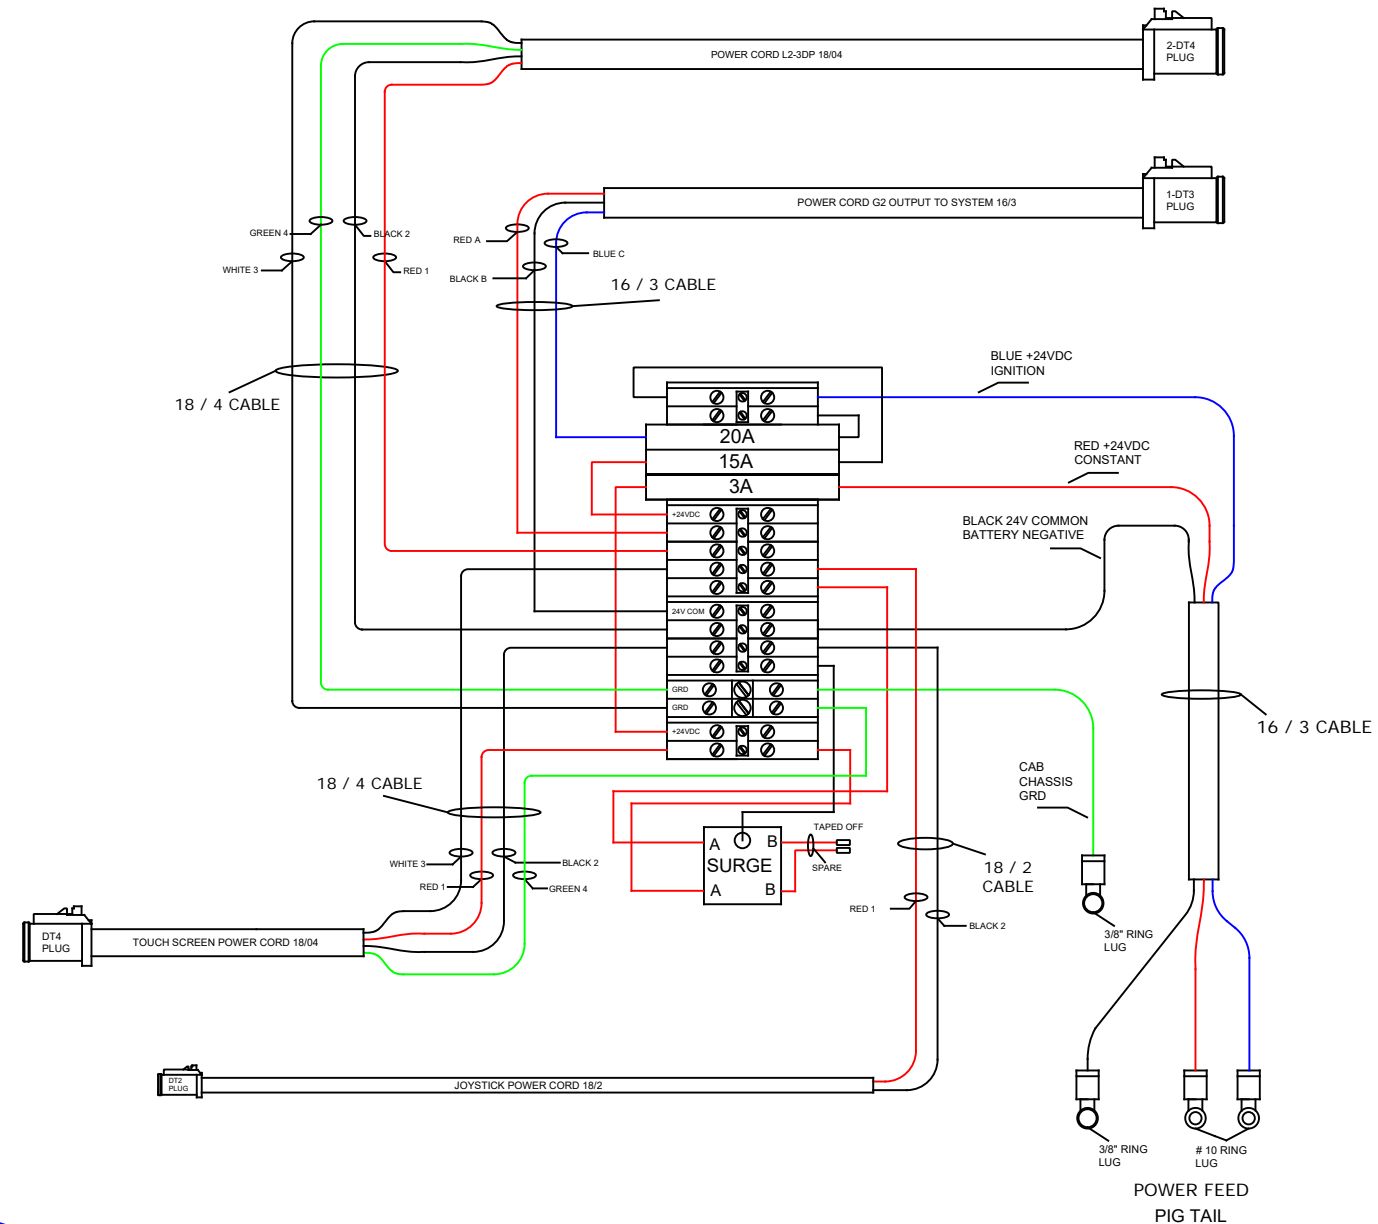 POWER CORD L2-3DP 18/04
2-DT4
PLUG
POWER CORD G2 OUTPUT TO SYSTEM 16/3
1-DT3
PLUG
GREEN 4
BLACK 2
WHITE 3
RED 1
RED A
BLUE C
BLACK B
16 / 3 CABLE
18 / 4 CABLE
BLUE +24VDC
IGNITION
20A
15A
3A
RED +24VDC
CONSTANT
+24VDC
BLACK 24V COMMON
BATTERY NEGATIVE
24V COM
GRD
GRD
+24VDC
16 / 3 CABLE
18 / 4 CABLE
CAB
CHASSIS
GRD
WHITE 3
RED 1
BLACK 2
GREEN 4
A
B
SURGE
A
B
TAPED OFF
SPARE
18 / 2
CABLE
RED 1
BLACK 2
3/8" RING
LUG
DT4
PLUG
TOUCH SCREEN POWER CORD 18/04
DT2
PLUG
JOYSTICK POWER CORD 18/2
3/8" RING
LUG
# 10 RING
LUG
POWER FEED
PIG TAIL